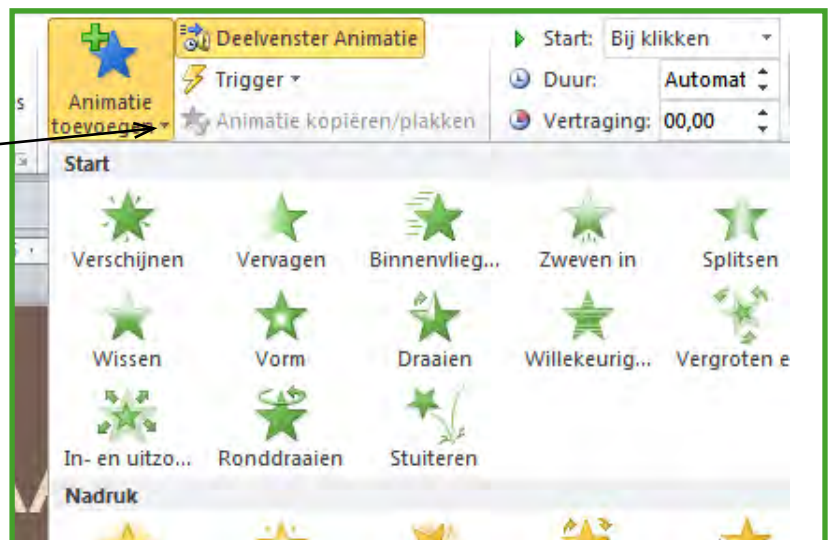 Deelvenster Animatie
Start: Bij klikken
Trigger
Duur: Automat
Animatie
toevoegen
Animatie kopiëren/plakken
Vertraging: 00,00
Start
Verschijnen Vervagen Binnenvlieg... Zweven in Splitsen
Wissen Vorm Draaien Willekeurig... Vergroten e
In- en uitzo... Ronddraaien Stuiteren
Nadruk